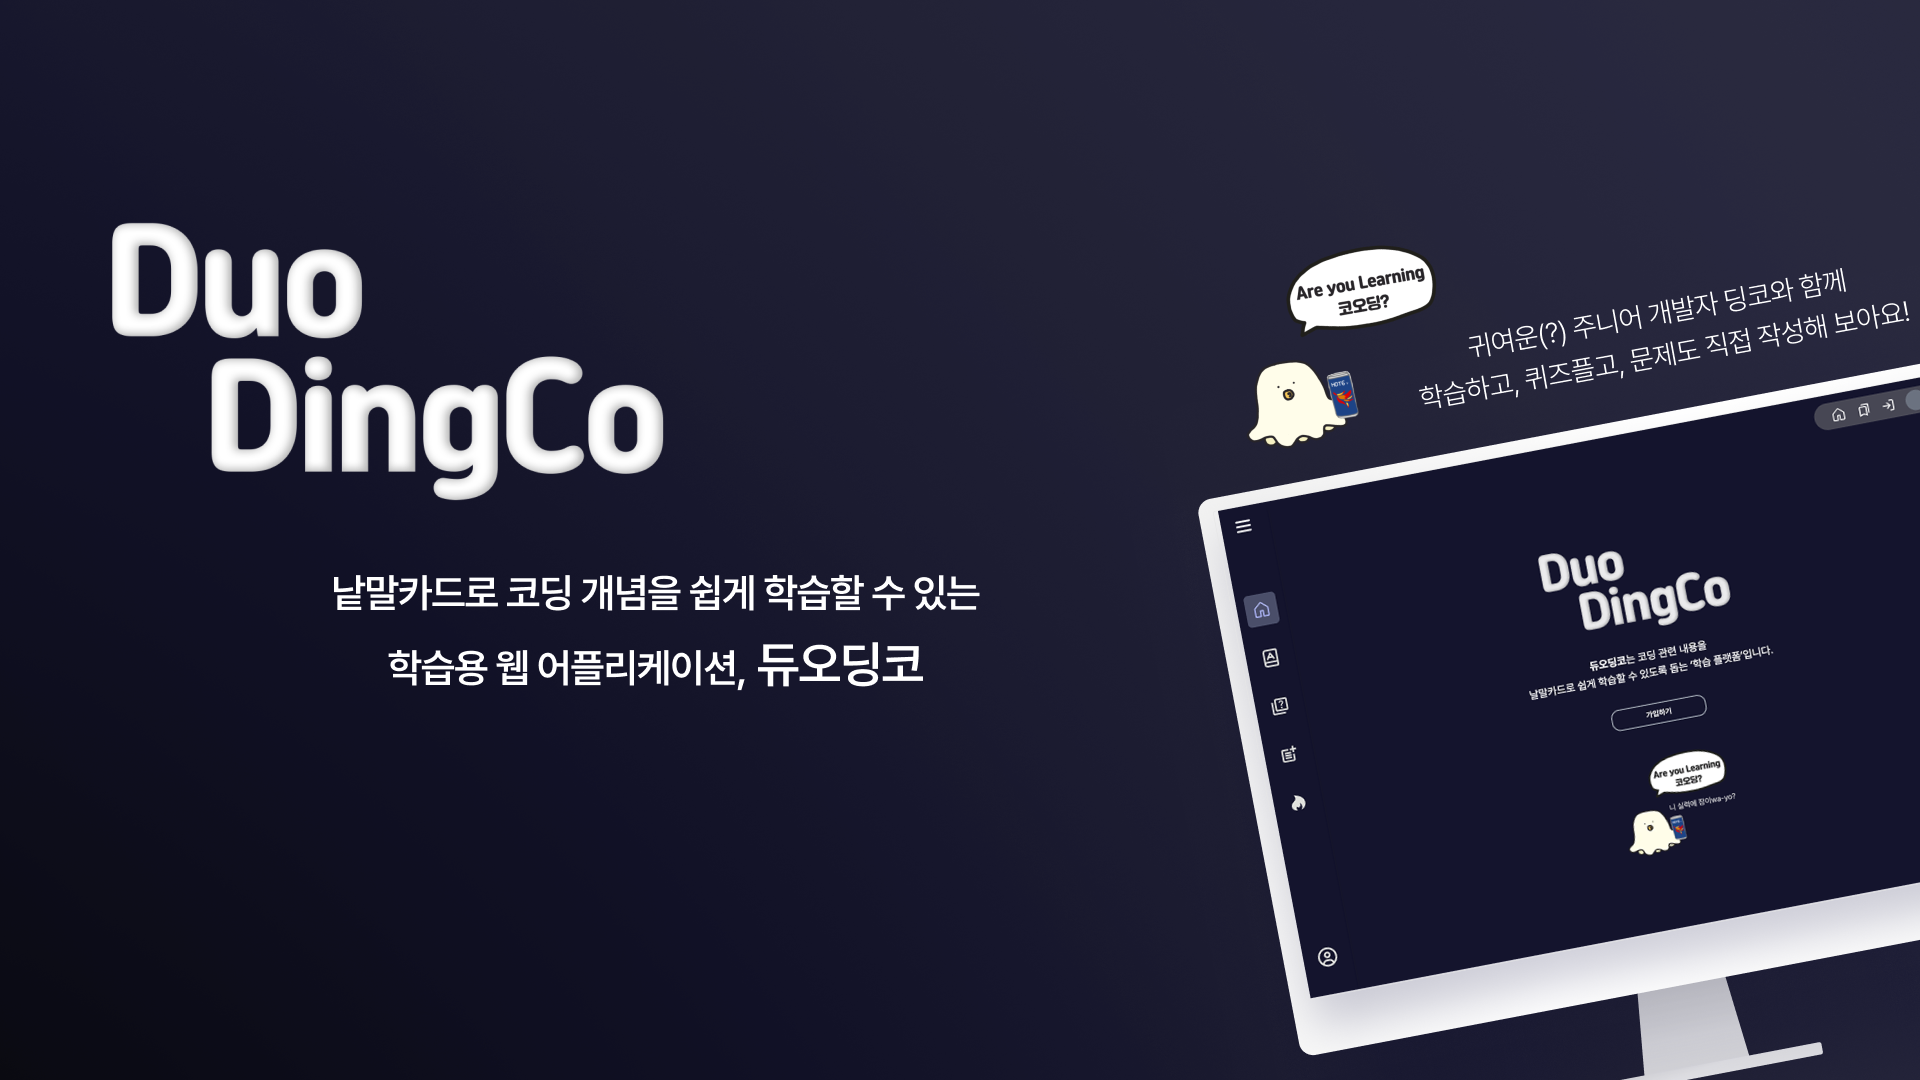 Duo
DingCo
낱말카드로 코딩 개념을 쉽게 학습할 수 있는
학습용 웹 어플리케이션, 듀오딩코
Are you Learning
코오딩?
귀여운(?) 주니어 개발자 딩코와 함께
학습하고, 퀴즈플고, 문제도 직접 작성해 보아요!
Duo
DingCo
듀오딩코는 코딩 관련 내용을
낱말카드로 쉽게 학습할 수 있도록 돕는 '학습 플랫폼'입니다.
가입하기
Are you Learning
코오딩?
니 실력에 잠이wa-yo?